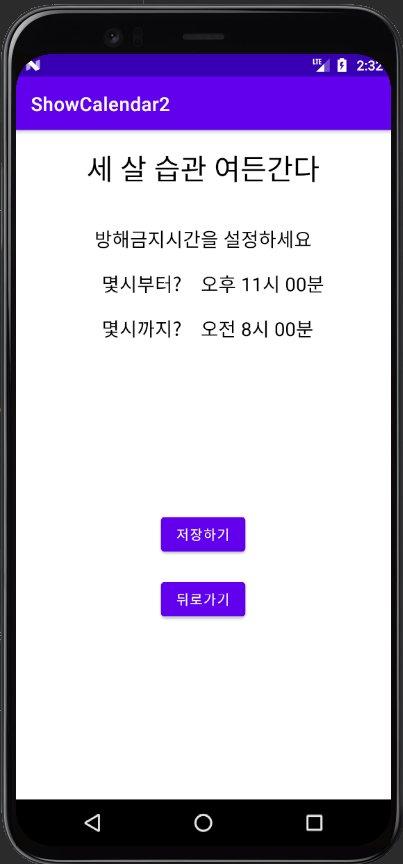 LTE 2:32
ShowCalendar2
세 살 습관 여든간다
방해금지시간을 설정하세요
몇시부터? 오후 11시 00분
몇시까지? 오전 8시 00분
저장하기
뒤로가기